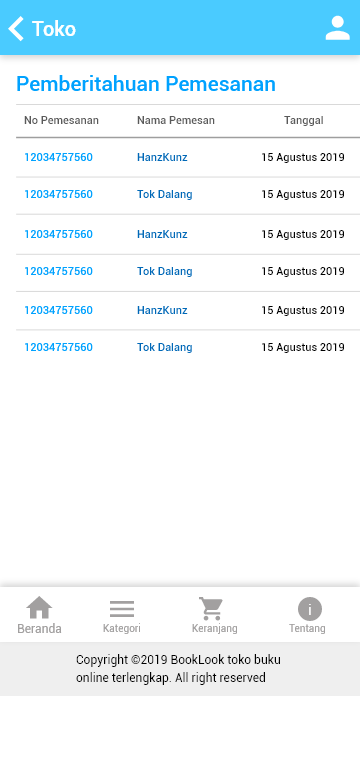 Toko
Pemberitahuan Pemesanan
No Pemesanan Nama Pemesan Tanggal
12034757560 HanzKunz 15 Agustus 2019
12034757560 Tok Dalang 15 Agustus 2019
12034757560 HanzKunz 15 Agustus 2019
12034757560 Tok Dalang 15 Agustus 2019
12034757560 HanzKunz 15 Agustus 2019
12034757560 Tok Dalang 15 Agustus 2019
Beranda Kategori Keranjang Tentang
Copyright ©2019 BookLook toko buku
online terlengkap. All right reserved